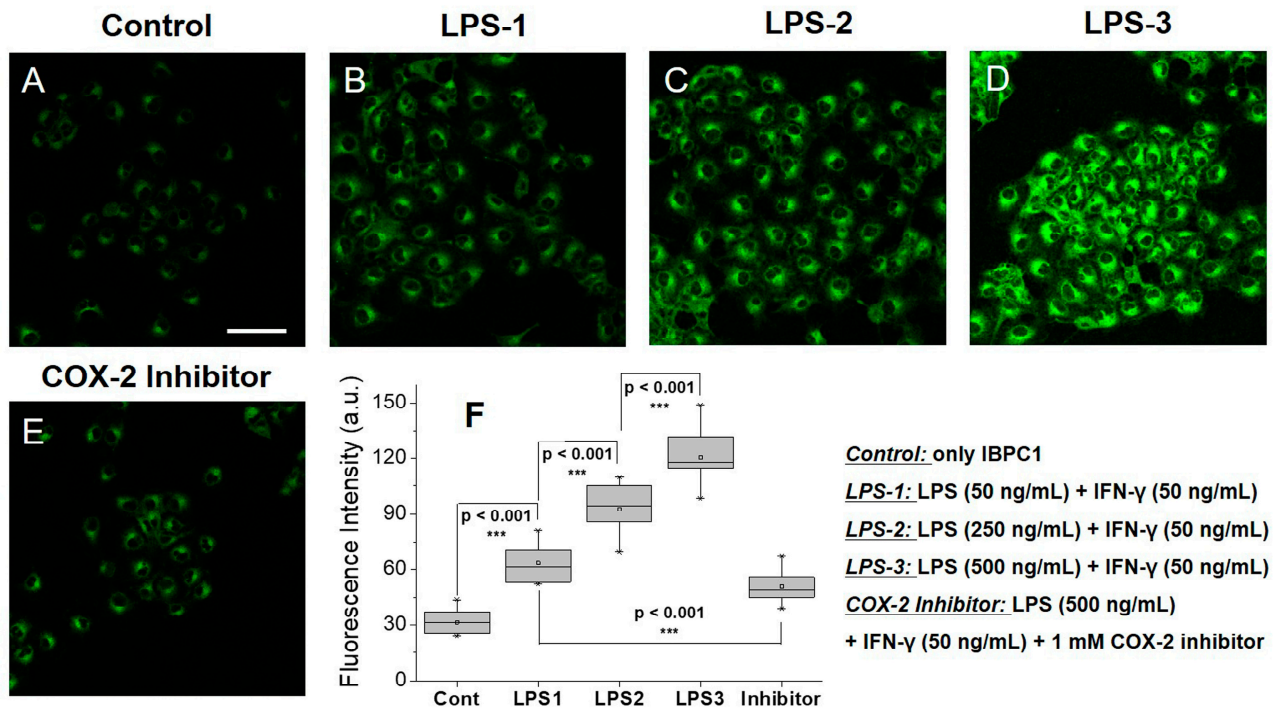 Control
LPS-1
LPS-2
LPS-3
A
B
C
D
COX-2 Inhibitor
E
F
Fluorescence Intensity (a.u.)
150
120
90
60
30
0
p < 0.001
***
p < 0.001
***
p < 0.001
***
p < 0.001
***
Cont
LPS1
LPS2
LPS3
Inhibitor
Control: only IBPC1
LPS-1: LPS (50 ng/mL) + IFN-γ (50 ng/mL)
LPS-2: LPS (250 ng/mL) + IFN-γ (50 ng/mL)
LPS-3: LPS (500 ng/mL) + IFN-γ (50 ng/mL)
COX-2 Inhibitor: LPS (500 ng/mL)
+ IFN-γ (50 ng/mL) + 1 mM COX-2 inhibitor